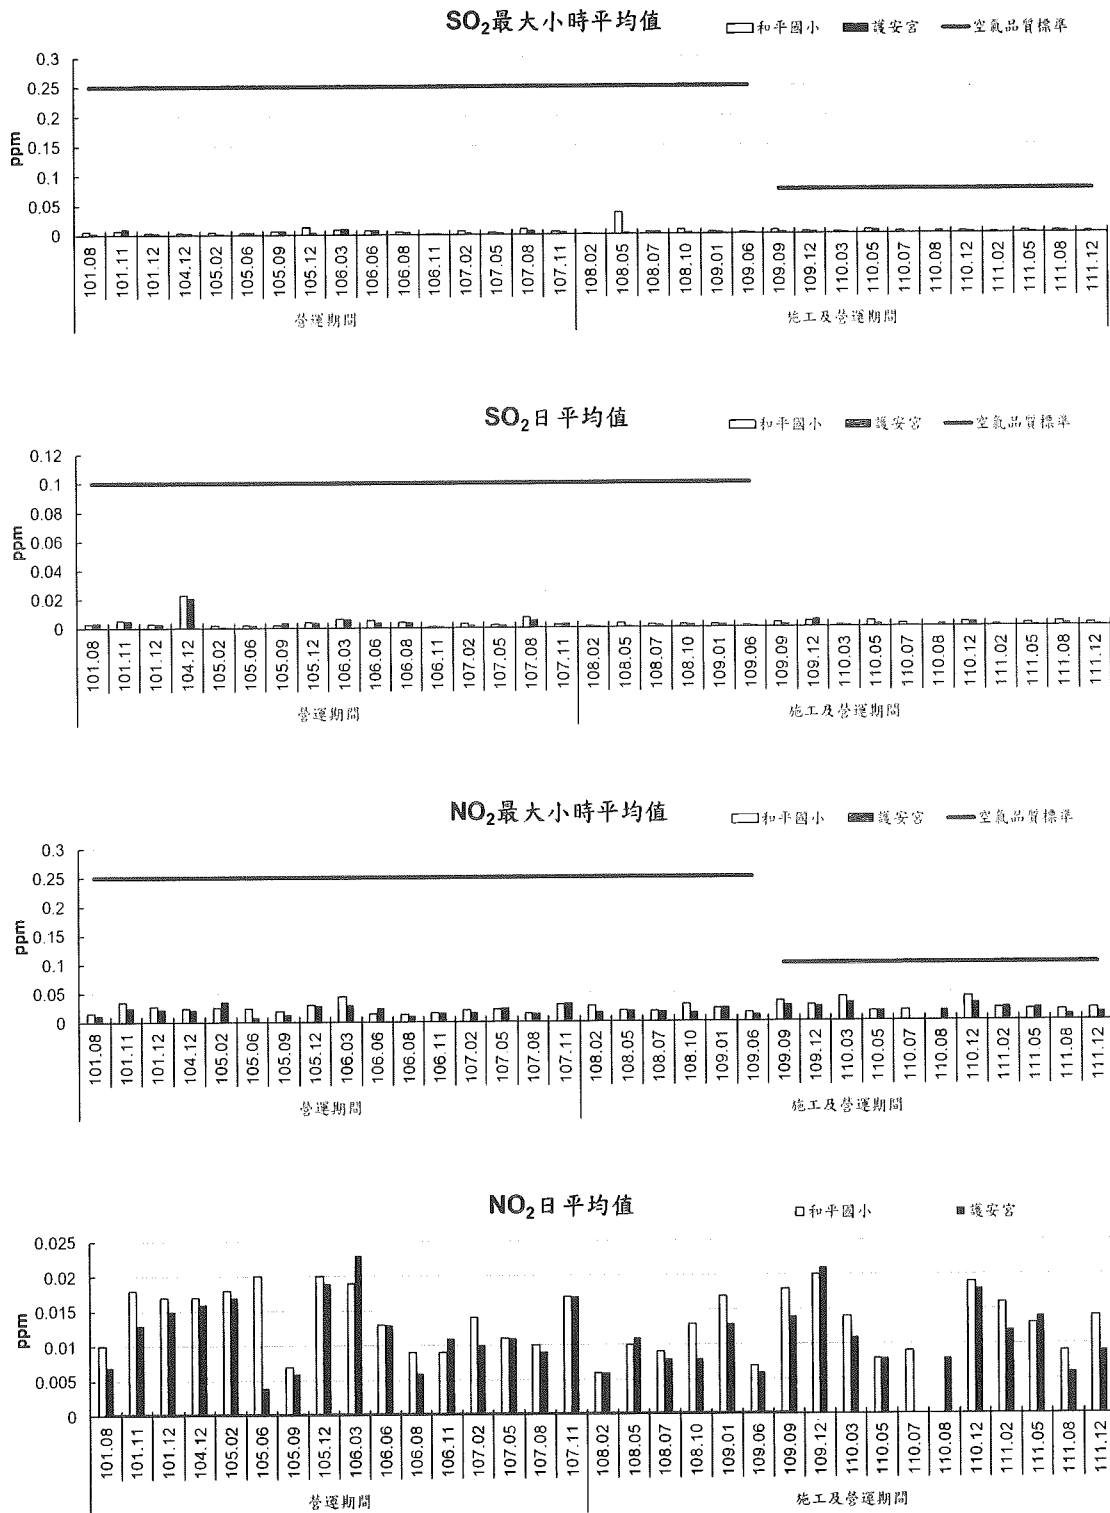 SO2最大小時平均值
和平國小 護安宮 空氣品質標準
0.3
0.25
0.2
0.15
0.1
0.05
0
ppm
101.08 101.11 101.12 104.12 105.02 105.06 105.09 105.12 106.03 106.06 106.08 106.11 107.02 107.05 107.08 107.11 108.02 108.05 108.07 108.10 109.01 109.06 109.09 109.12 110.03 110.05 110.07 110.08 110.12 111.02 111.05 111.08 111.12
營運期間 施工及營運期間
SO2日平均值
和平國小 護安宮 空氣品質標準
0.12
0.1
0.08
0.06
0.04
0.02
0
ppm
101.08 101.11 101.12 104.12 105.02 105.06 105.09 105.12 106.03 106.06 106.08 106.11 107.02 107.05 107.08 107.11 108.02 108.05 108.07 108.10 109.01 109.06 109.09 109.12 110.03 110.05 110.07 110.08 110.12 111.02 111.05 111.08 111.12
營運期間 施工及營運期間
NO2最大小時平均值
和平國小 護安宮 空氣品質標準
0.3
0.25
0.2
0.15
0.1
0.05
0
ppm
101.08 101.11 101.12 104.12 105.02 105.06 105.09 105.12 106.03 106.06 106.08 106.11 107.02 107.05 107.08 107.11 108.02 108.05 108.07 108.10 109.01 109.06 109.09 109.12 110.03 110.05 110.07 110.08 110.12 111.02 111.05 111.08 111.12
營運期間 施工及營運期間
NO2日平均值
和平國小 護安宮
0.025
0.02
0.015
0.01
0.005
0
ppm
101.08 101.11 101.12 104.12 105.02 105.06 105.09 105.12 106.03 106.06 106.08 106.11 107.02 107.05 107.08 107.11 108.02 108.05 108.07 108.10 109.01 109.06 109.09 109.12 110.03 110.05 110.07 110.08 110.12 111.02 111.05 111.08 111.12
營運期間 施工及營運期間